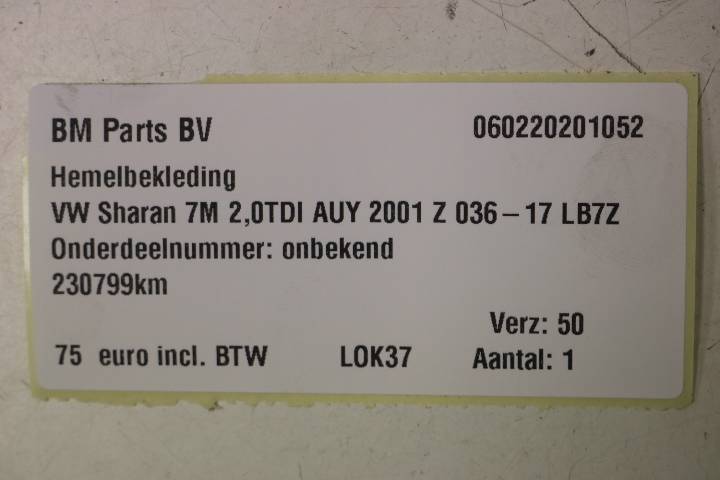 BM Parts BV 060220201052
Hemelbekleding
VW Sharan 7M 2,0TDI AUY 2001 Z 036-17 LB7Z
Onderdeelnummer: onbekend
230799km
Verz: 50
75 euro incl. BTW LOK37 Aantal: 1